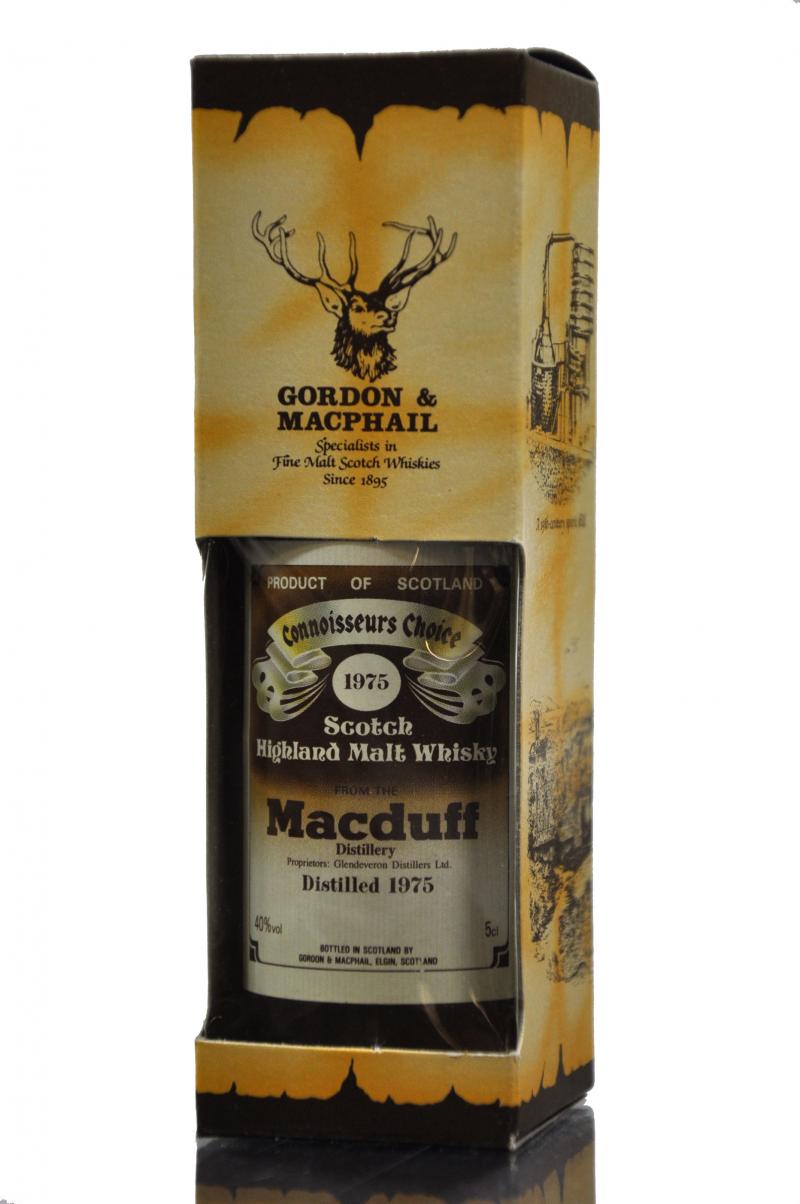 GORDON &
MACPHAIL
Specialists in
Fine Malt Scotch Whiskies
Since 1895
PRODUCT OF SCOTLAND
Connoisseurs Choice
1975
Scotch
Highland Malt Whisky
FROM THE
Macduff
Distillery
Proprietors: Glendeveron Distillers Ltd.
Distilled 1975
40%vol
5cl
BOTTLED IN SCOTLAND BY
GORDON & MACPHAIL, ELGIN, SCOTLAND